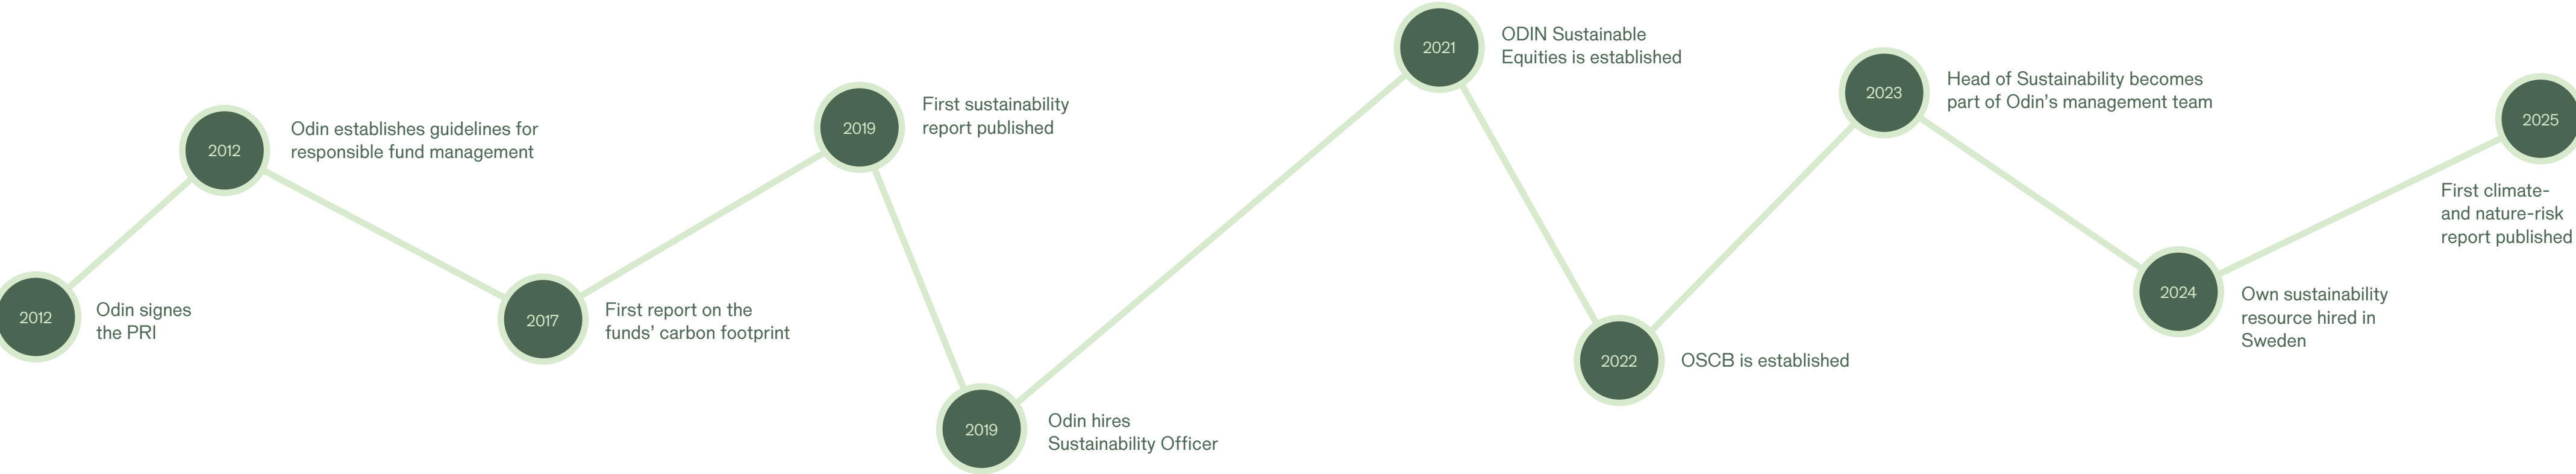 2012
Odin signes
the PRI
2012
Odin establishes guidelines for
responsible fund management
2017
First report on the
funds’ carbon footprint
2019
First sustainability
report published
2019
Odin hires
Sustainability Officer
2021
ODIN Sustainable
Equities is established
2022
OSCB is established
2023
Head of Sustainability becomes
part of Odin’s management team
2024
Own sustainability
resource hired in
Sweden
2025
First climate-
and nature-risk
report published